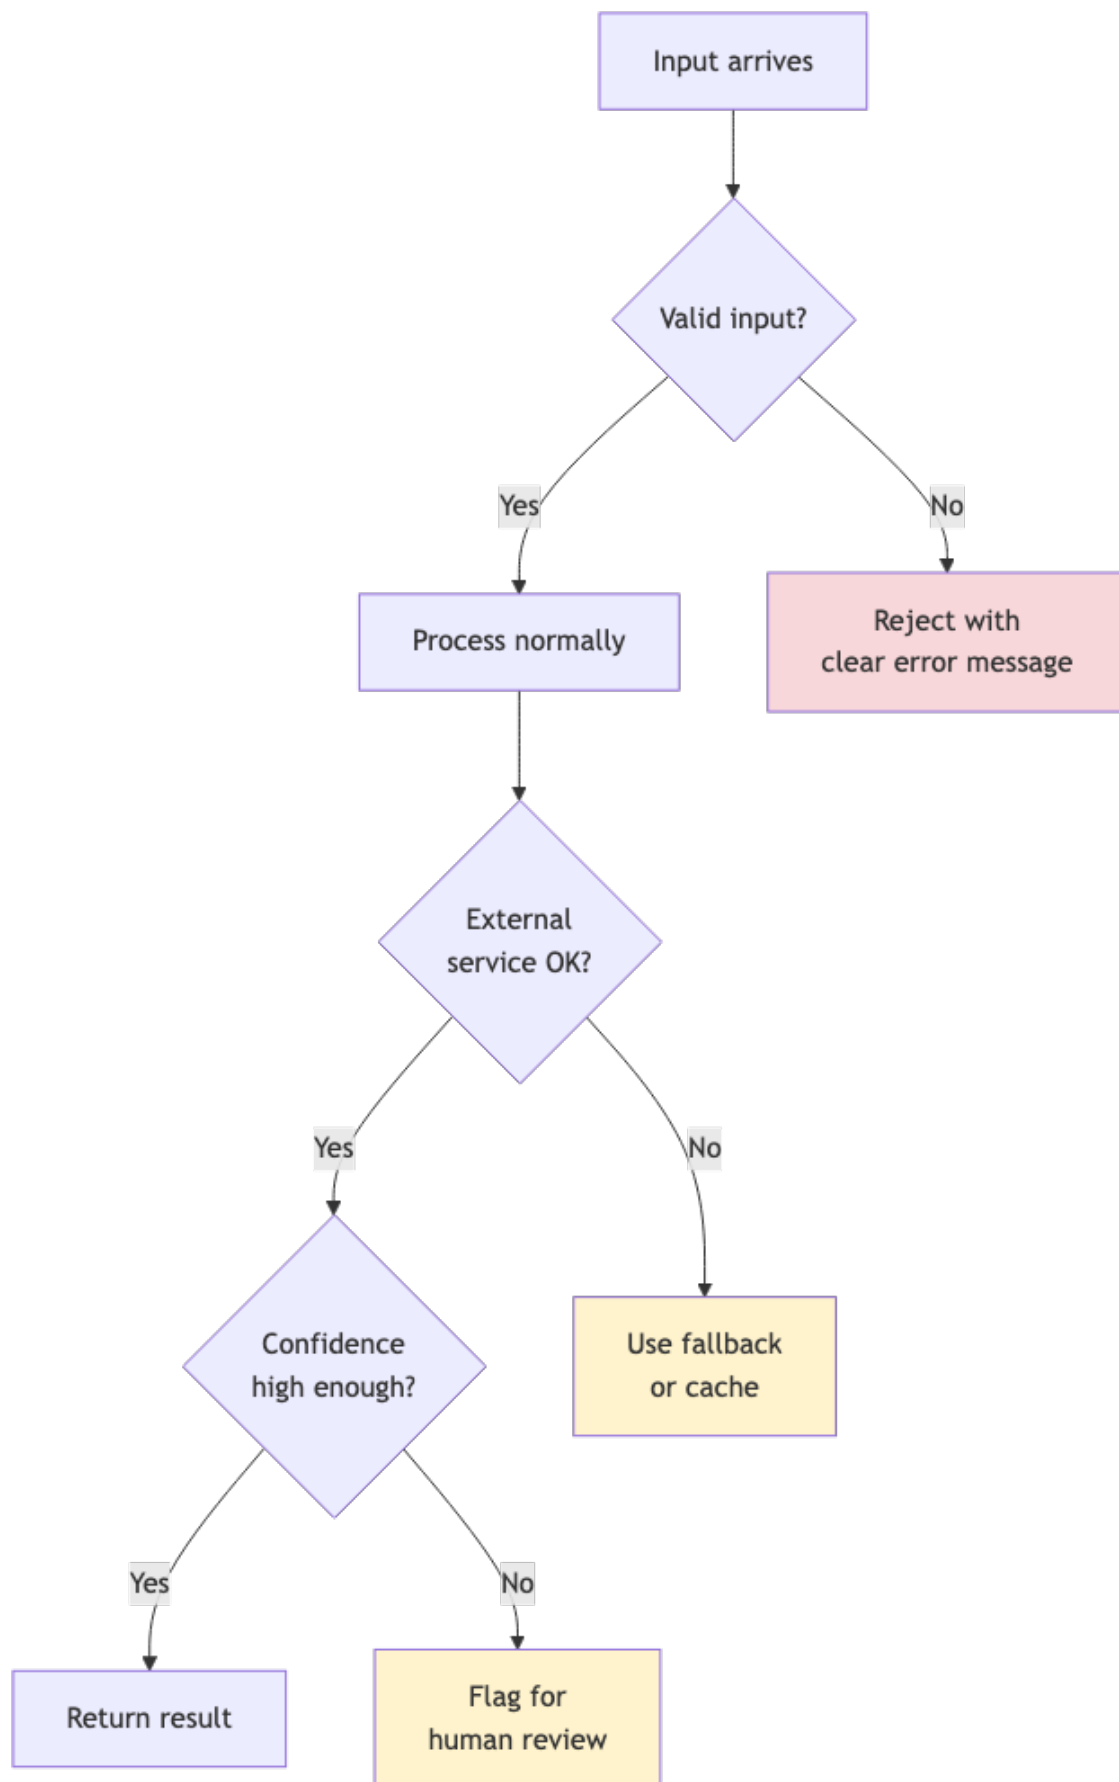 Input arrives
Valid input?
Yes
No
Reject with
clear error message
Process normally
External
service OK?
Yes
No
Use fallback
or cache
Confidence
high enough?
Yes
No
Return result
Flag for
human review